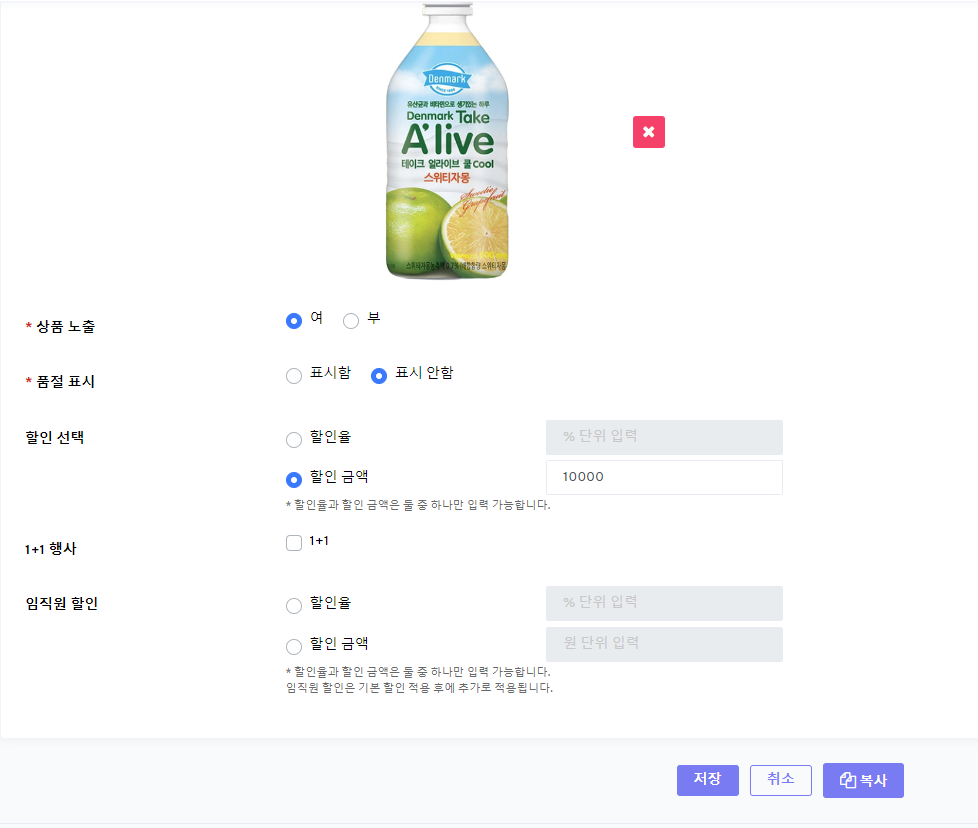 Denmark
SINCE 1985
유산균과 비타민으로 생기있는 하루
Denmark Take
A'live
테이크 얼라이브 쿨 Cool
스위티자몽
Sweetie
Grapefruit
* 상품 노출
여 부
* 품절 표시
표시함 표시 안함
할인 선택
할인율 % 단위 입력
할인 금액 10000
* 할인율과 할인 금액은 둘 중 하나만 입력 가능합니다.
1+1 행사
1+1
임직원 할인
할인율 % 단위 입력
할인 금액 원 단위 입력
* 할인율과 할인 금액은 둘 중 하나만 입력 가능합니다.
임직원 할인은 기본 할인 적용 후에 추가로 적용됩니다.
저장 취소 복사